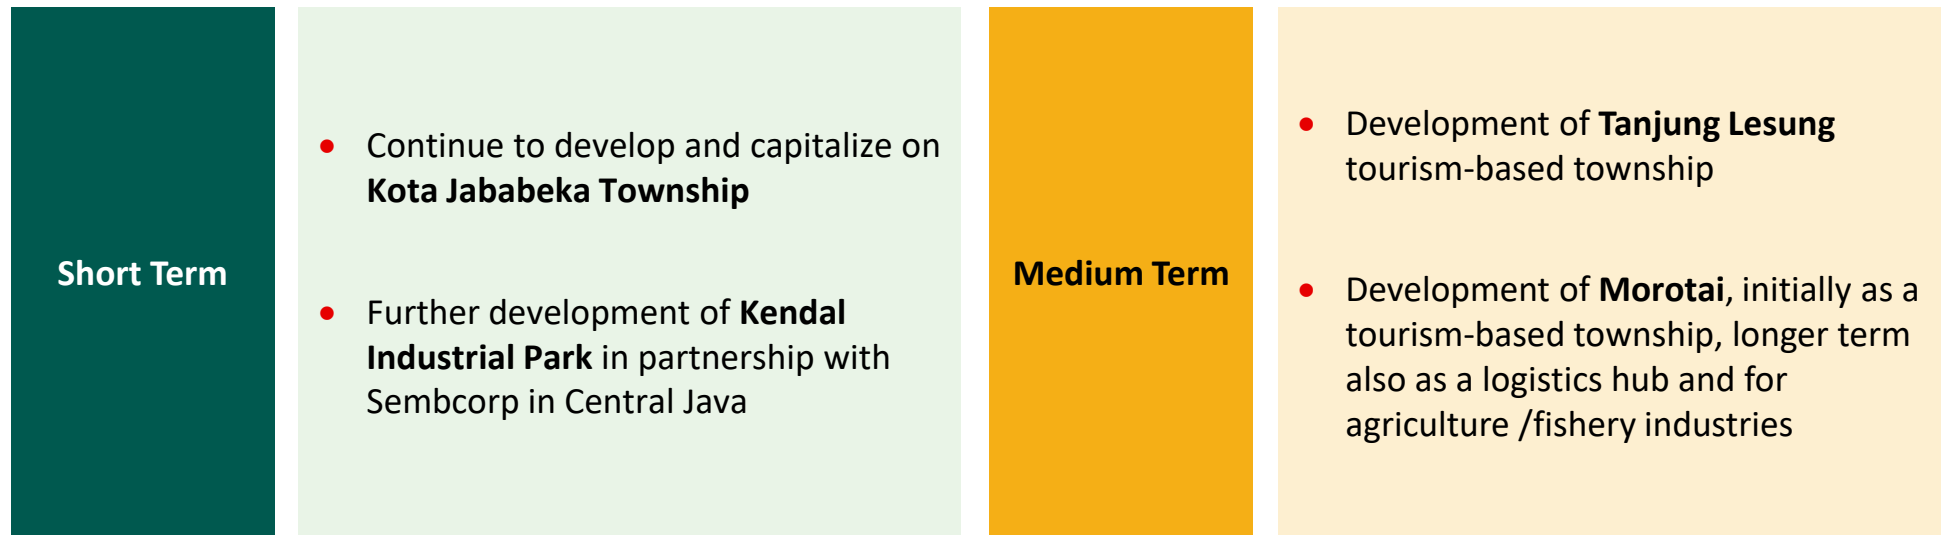 Short Term
• Continue to develop and capitalize on
Kota Jababeka Township
• Further development of Kendal
Industrial Park in partnership with
Sembcorp in Central Java
Medium Term
• Development of Tanjung Lesung
tourism-based township
• Development of Morotai, initially as a
tourism-based township, longer term
also as a logistics hub and for
agriculture /fishery industries